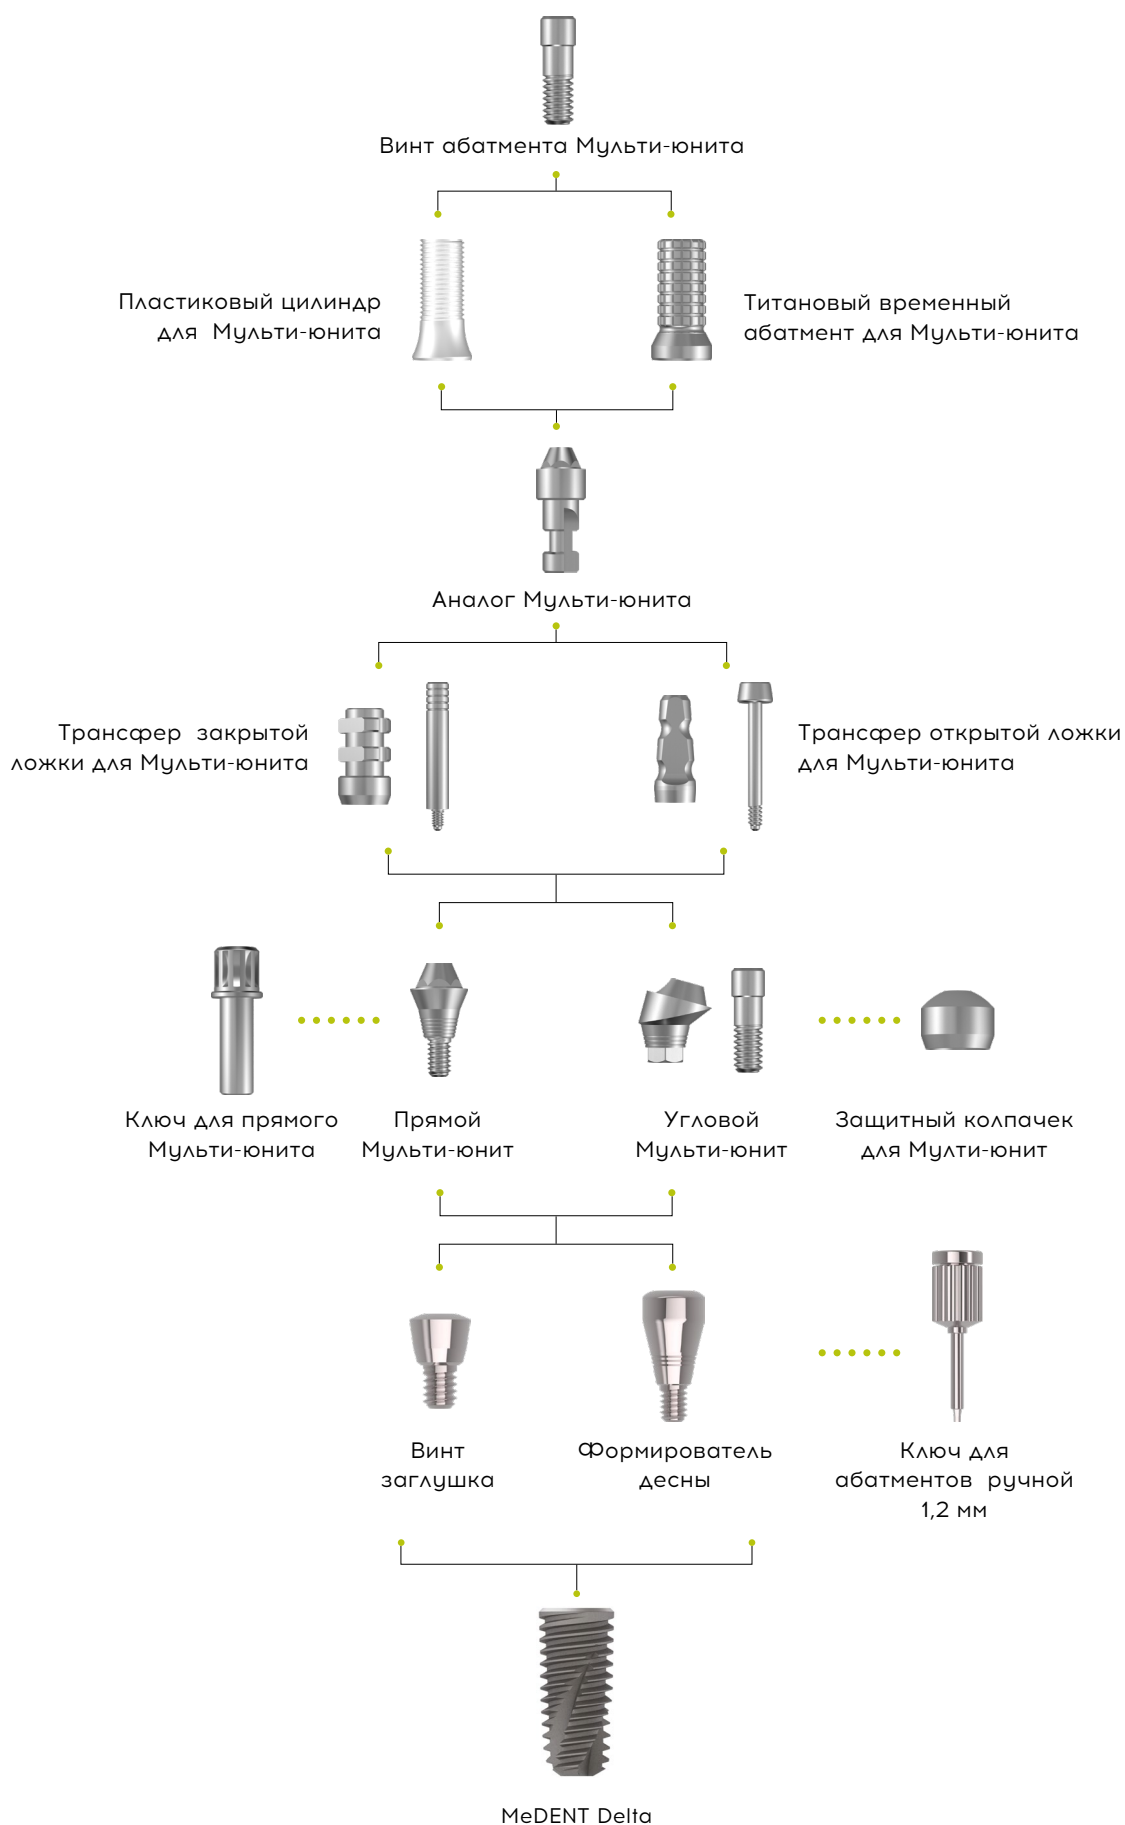 Винт абатмента Мульти-юнита
Пластиковый цилиндр
для Мульти-юнита
Титановый временный
абатмент для Мульти-юнита
Аналог Мульти-юнита
Трансфер закрытой
ложки для Мульти-юнита
Трансфер открытой ложки
для Мульти-юнита
Ключ для прямого
Мульти-юнита
Прямой
Мульти-юнит
Угловой
Мульти-юнит
Защитный колпачек
для Мулти-юнит
Винт
заглушка
Формирователь
десны
Ключ для
абатментов ручной
1,2 мм
MeDENT Delta